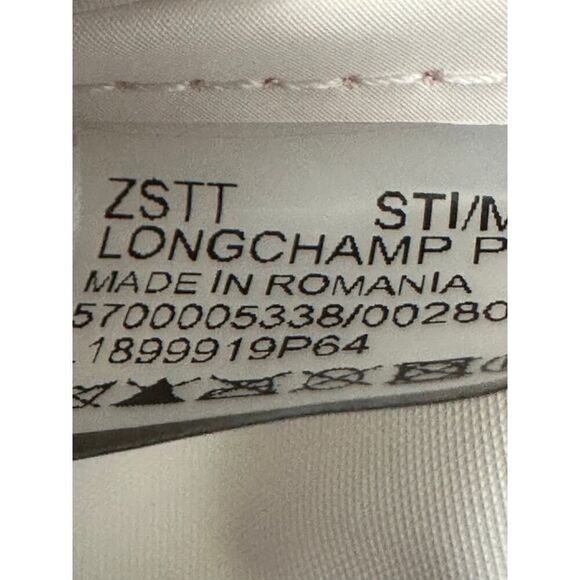 ZSTT STI/M
LONGCHAMP P
MADE IN ROMANIA
5700005338/00280
1899919P64